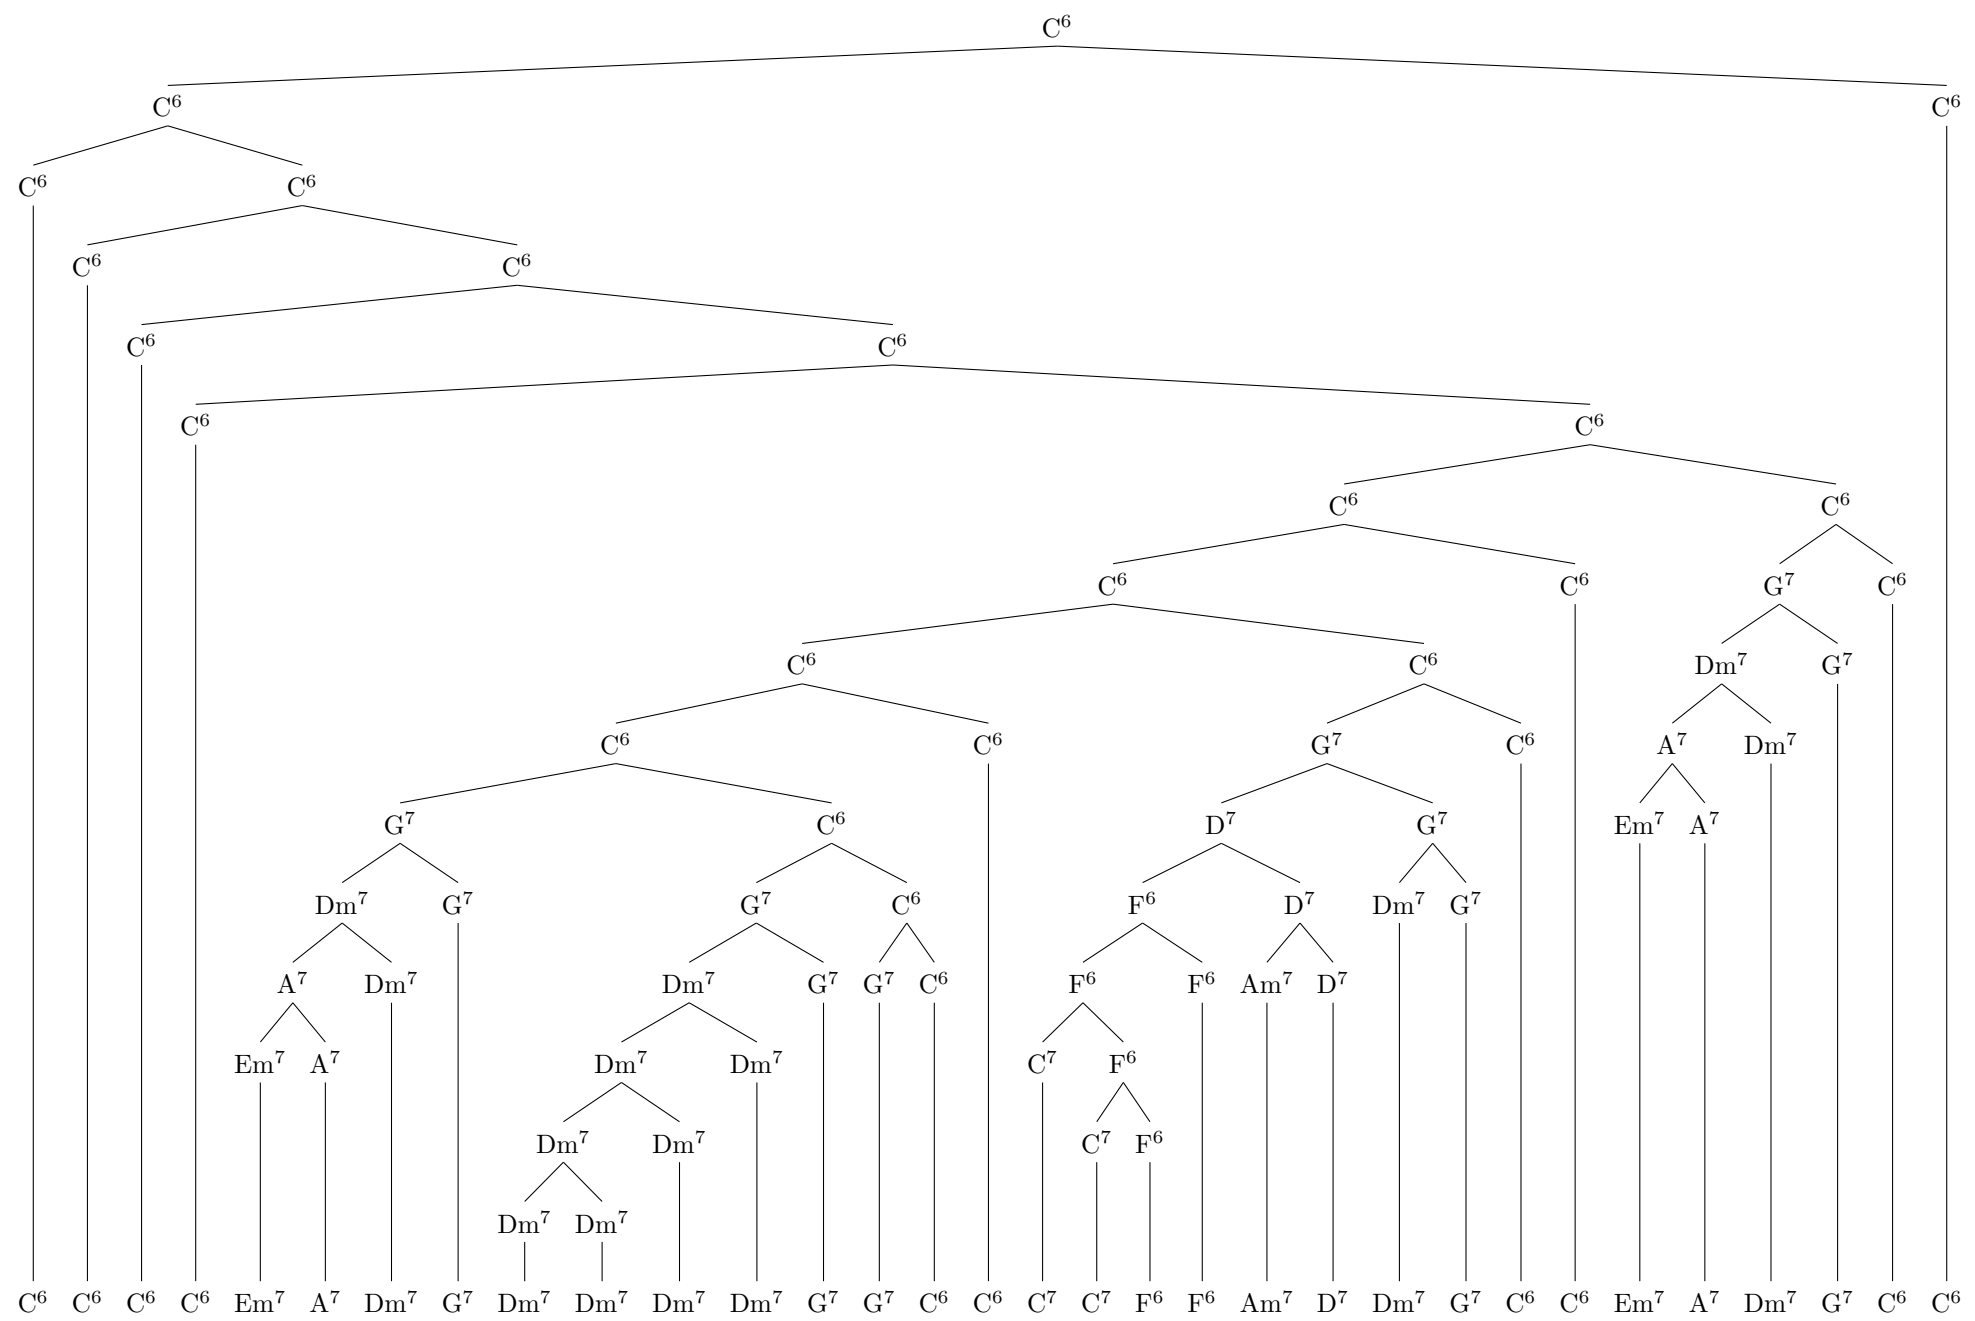 C⁶
C⁶ C⁶
C⁶ C⁶
C⁶ C⁶
C⁶ C⁶
C⁶ C⁶
C⁶ C⁶
C⁶ C⁶ G⁷ C⁶
C⁶ C⁶ Dm⁷ G⁷
C⁶ C⁶ G⁷ C⁶ A⁷ Dm⁷
G⁷ C⁶ D⁷ G⁷ Em⁷ A⁷
Dm⁷ G⁷ G⁷ C⁶ F⁶ D⁷ Dm⁷ G⁷
A⁷ Dm⁷ Dm⁷ G⁷ G⁷ C⁶ F⁶ F⁶ Am⁷ D⁷
Em⁷ A⁷ Dm⁷ Dm⁷ C⁷ F⁶
Dm⁷ Dm⁷ C⁷ F⁶
Dm⁷ Dm⁷
C⁶ C⁶ C⁶ C⁶ Em⁷ A⁷ Dm⁷ G⁷ Dm⁷ Dm⁷ Dm⁷ Dm⁷ G⁷ G⁷ C⁶ C⁶ C⁷ C⁷ F⁶ F⁶ Am⁷ D⁷ Dm⁷ G⁷ C⁶ C⁶ Em⁷ A⁷ Dm⁷ G⁷ C⁶ C⁶